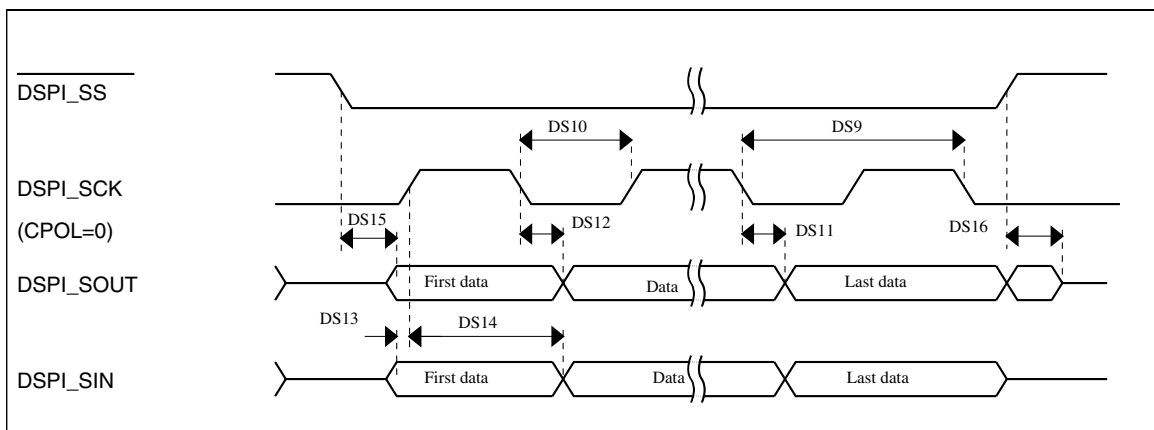 DSPI_SS
DS10
DS9
DSPI_SCK
(CPOL=0)
DS15
DS12
DS11
DS16
DSPI_SOUT
First data
Data
Last data
DS13
DS14
DSPI_SIN
First data
Data
Last data